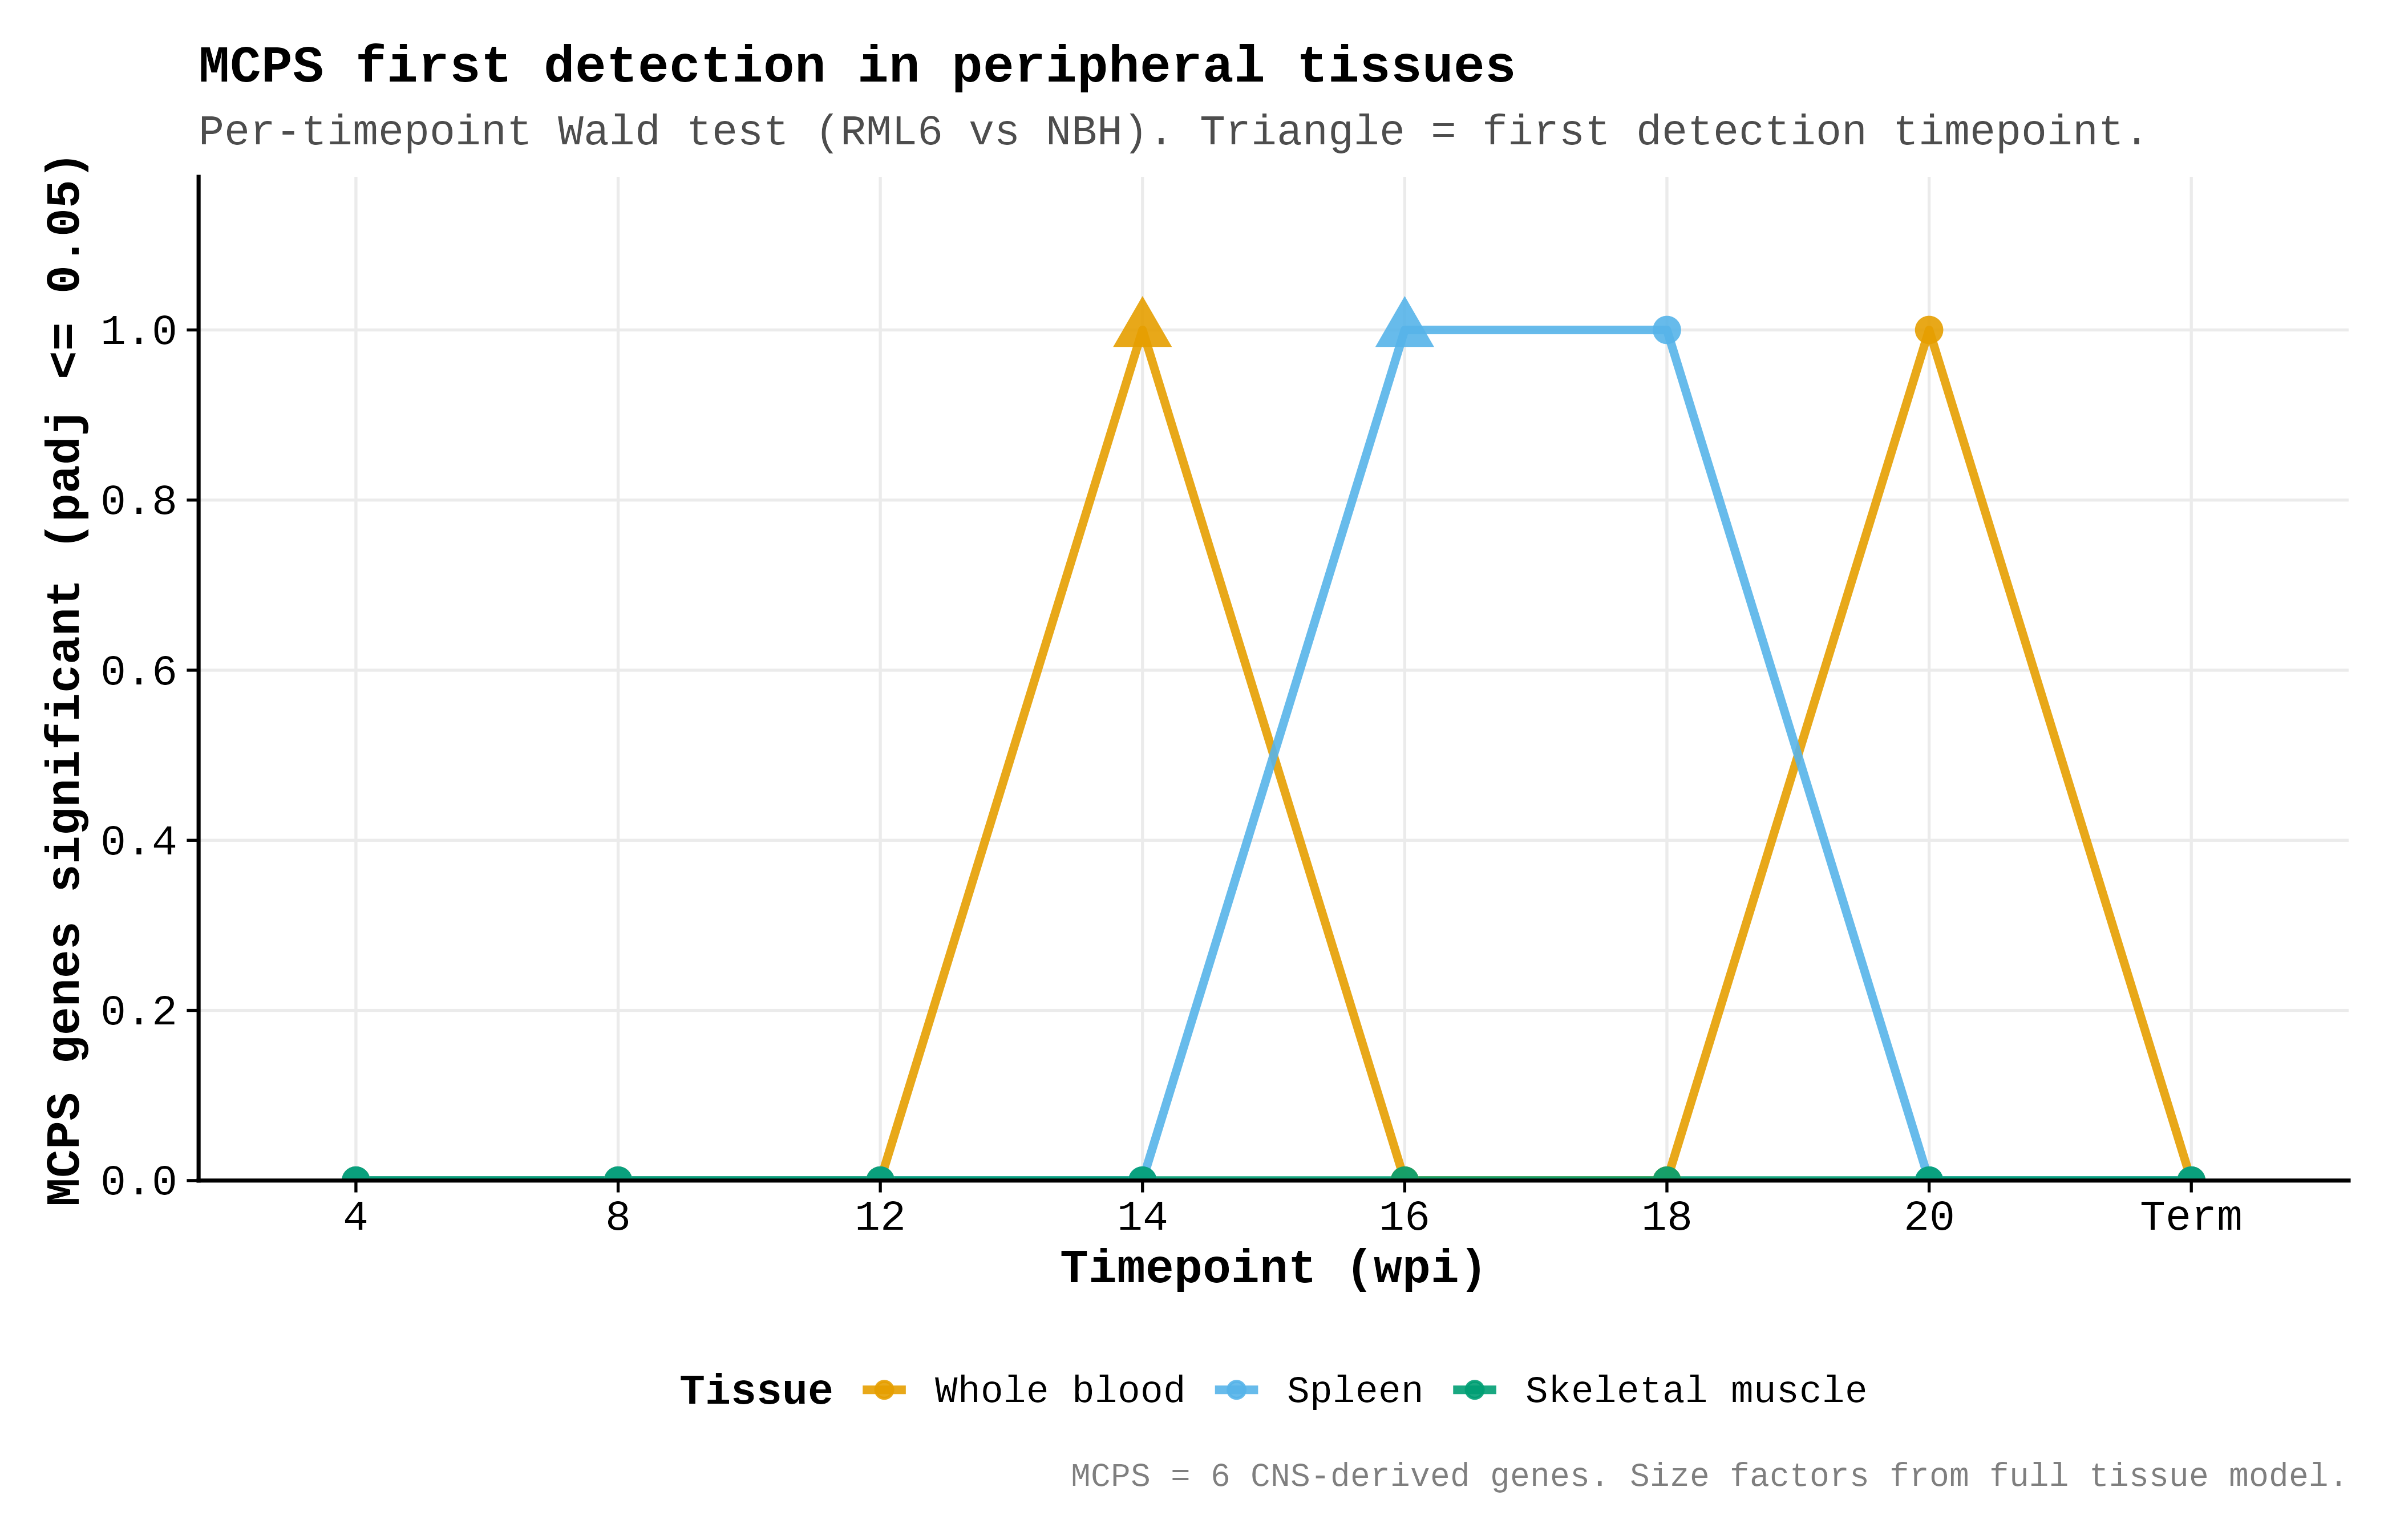 MCPS first detection in peripheral tissues
Per-timepoint Wald test (RML6 vs NBH). Triangle = first detection timepoint.
MCPS genes significant (padj <= 0.05)
1.0
0.8
0.6
0.4
0.2
0.0
4 8 12 14 16 18 20 Term
Timepoint (wpi)
Tissue Whole blood Spleen Skeletal muscle
MCPS = 6 CNS-derived genes. Size factors from full tissue model.